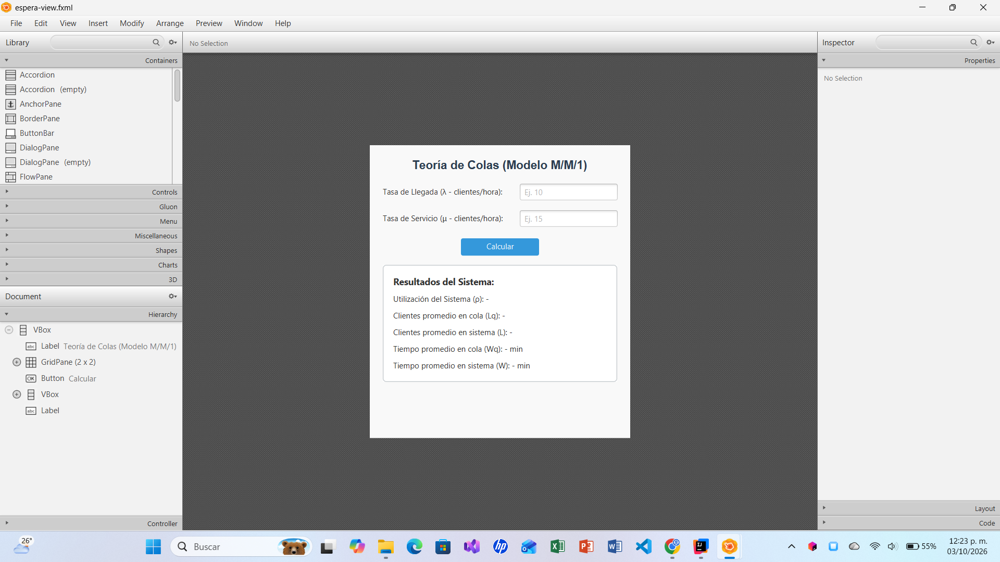 espera-view.fxml
File Edit View Insert Modify Arrange Preview Window Help
Library
No Selection
Inspector
Containers
Properties
Accordion
Accordion (empty)
AnchorPane
BorderPane
ButtonBar
DialogPane
DialogPane (empty)
FlowPane
No Selection
Controls
Gluon
Menu
Miscellaneous
Shapes
Charts
3D
Teoría de Colas (Modelo M/M/1)
Tasa de Llegada (λ - clientes/hora): Ej. 10
Tasa de Servicio (μ - clientes/hora): Ej. 15
Calcular
Resultados del Sistema:
Utilización del Sistema (ρ): -
Clientes promedio en cola (Lq): -
Clientes promedio en sistema (L): -
Tiempo promedio en cola (Wq): - min
Tiempo promedio en sistema (W): - min
Document
Hierarchy
VBox
abc Label Teoría de Colas (Modelo M/M/1)
GridPane (2 x 2)
OK Button Calcular
VBox
abc Label
Controller
Layout
Code
26°
Buscar
55%
12:23 p. m.
03/10/2026